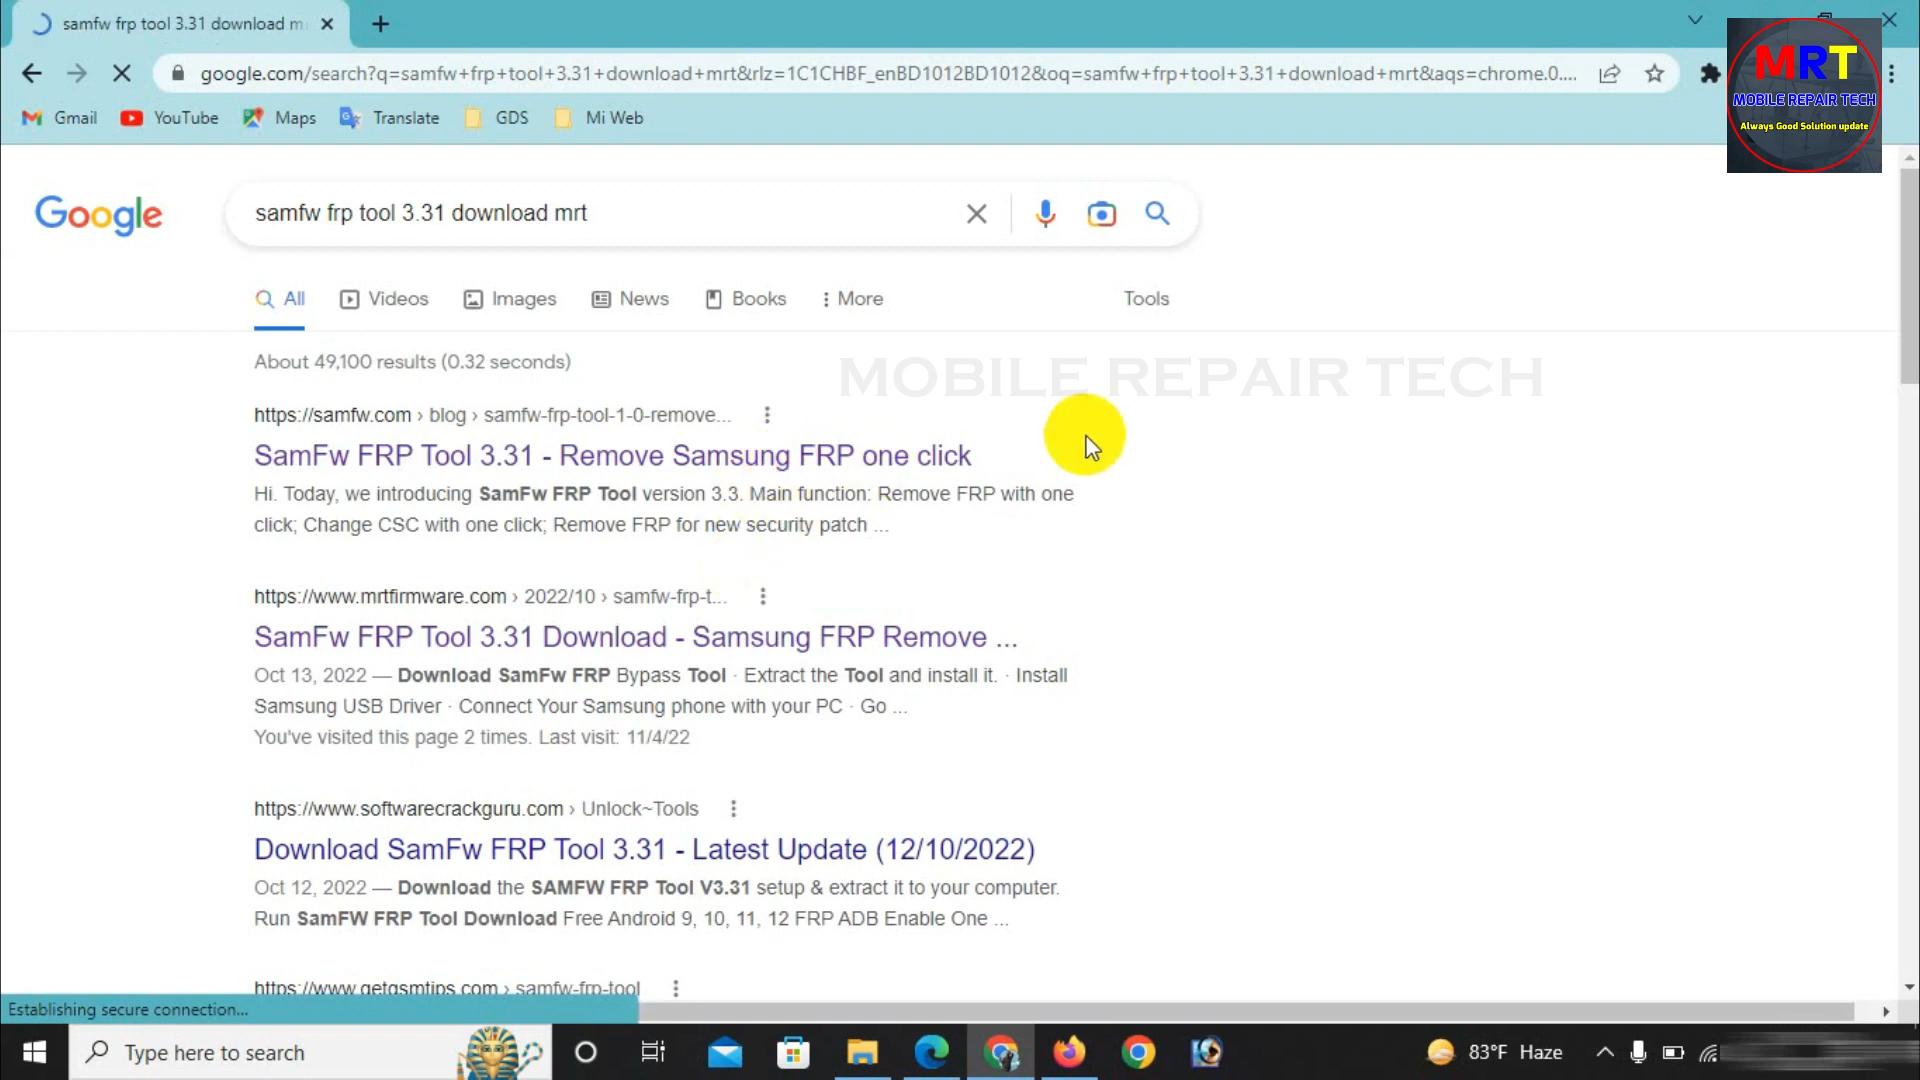 samfw frp tool 3.31 download m
google.com/search?q=samfw+frp+tool+3.31+download+mrt&rlz=1C1CHBF_enBD1012BD1012&oq=samfw+frp+tool+3.31+download+mrt&aqs=chrome.0....
MRT
MOBILE REPAIR TECH
Always Good Solution update
Gmail YouTube Translate Maps GDS Mi Web
Google
samfw frp tool 3.31 download mrt
All Videos Images News Books More Tools
About 49,100 results (0.32 seconds)
MOBILE REPAIR TECH
https://samfw.com › blog › samfw-frp-tool-1-0-remove...
SamFw FRP Tool 3.31 - Remove Samsung FRP one click
Hi. Today, we introducing SamFw FRP Tool version 3.3. Main function: Remove FRP with one
click; Change CSC with one click; Remove FRP for new security patch ...
https://www.mrtfirmware.com › 2022/10 › samfw-frp-t...
SamFw FRP Tool 3.31 Download - Samsung FRP Remove ...
Oct 13, 2022 — Download SamFw FRP Bypass Tool · Extract the Tool and install it. · Install
Samsung USB Driver · Connect Your Samsung phone with your PC · Go ...
You've visited this page 2 times. Last visit: 11/4/22
https://www.softwarecrackguru.com › Unlock~Tools
Download SamFw FRP Tool 3.31 - Latest Update (12/10/2022)
Oct 12, 2022 — Download the SAMFW FRP Tool V3.31 setup & extract it to your computer.
Run SamFW FRP Tool Download Free Android 9, 10, 11, 12 FRP ADB Enable One ...
https://www.getgsmtips.com › samfw-frp-tool
Establishing secure connection...
Type here to search
83°F Haze